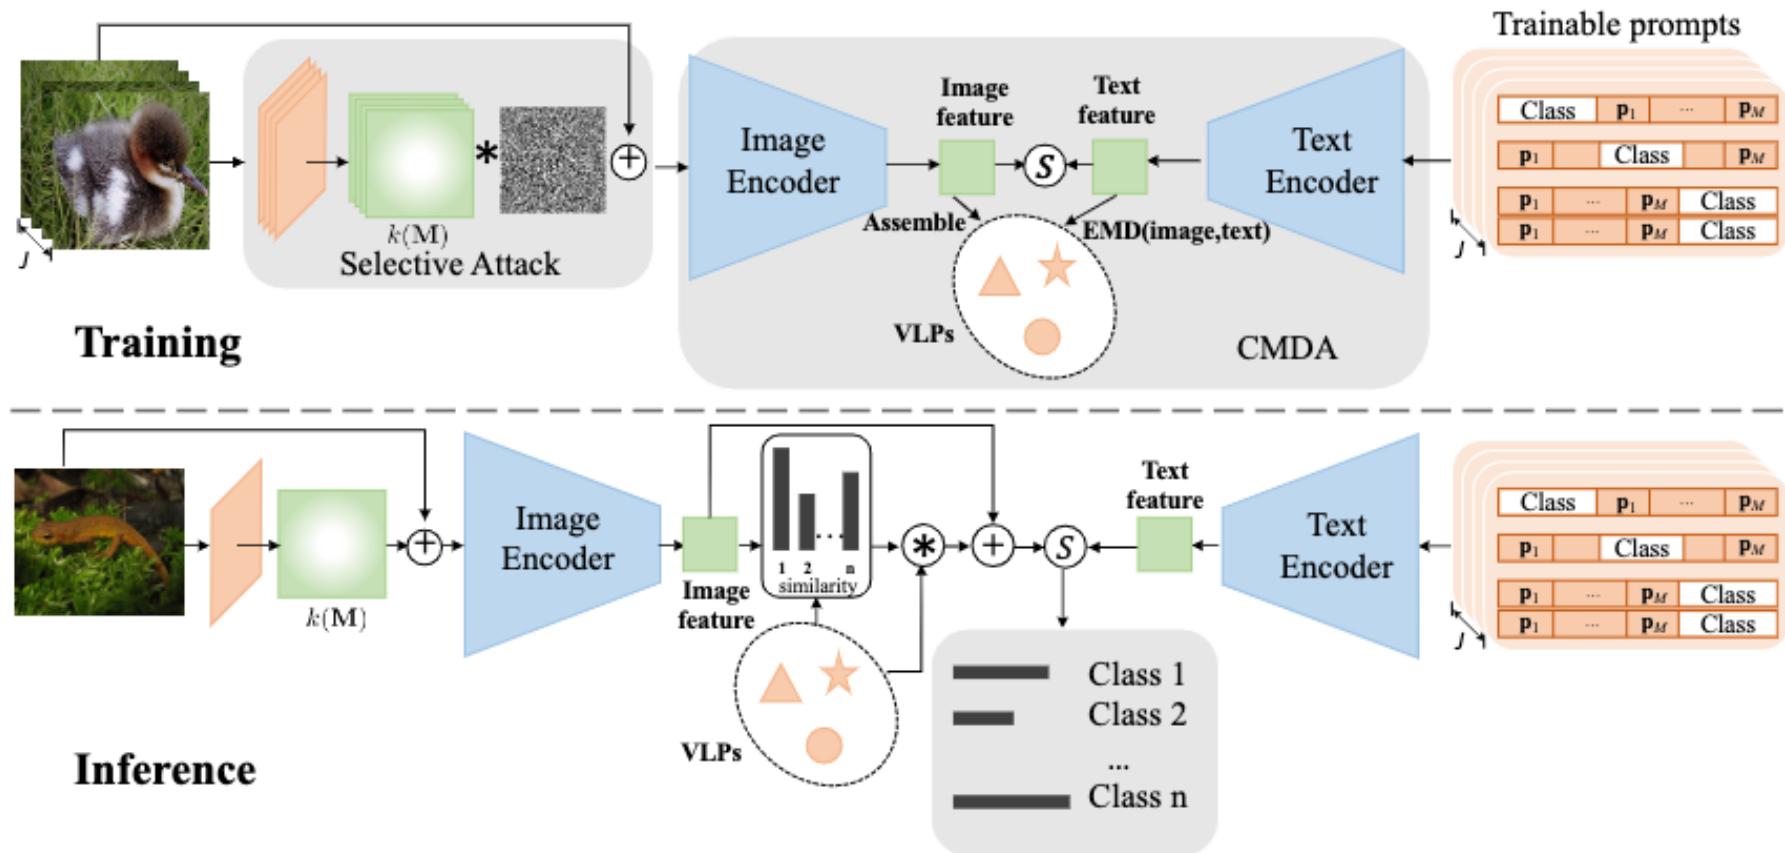 Trainable prompts
Image feature
Text feature
Class p1 ... pM
p1 Class pM
p1 ... pM Class
p1 ... pM Class
J
Image Encoder
S
Text Encoder
*
+
k(M)
Selective Attack
Assemble
EMD(image,text)
VLPs
CMDA
J
Training
Text feature
Class p1 ... pM
p1 Class pM
p1 ... pM Class
p1 ... pM Class
J
Image Encoder
+
...
1 2 n
similarity
*
+
S
Text Encoder
k(M)
Image feature
VLPs
Class 1
Class 2
...
Class n
Inference